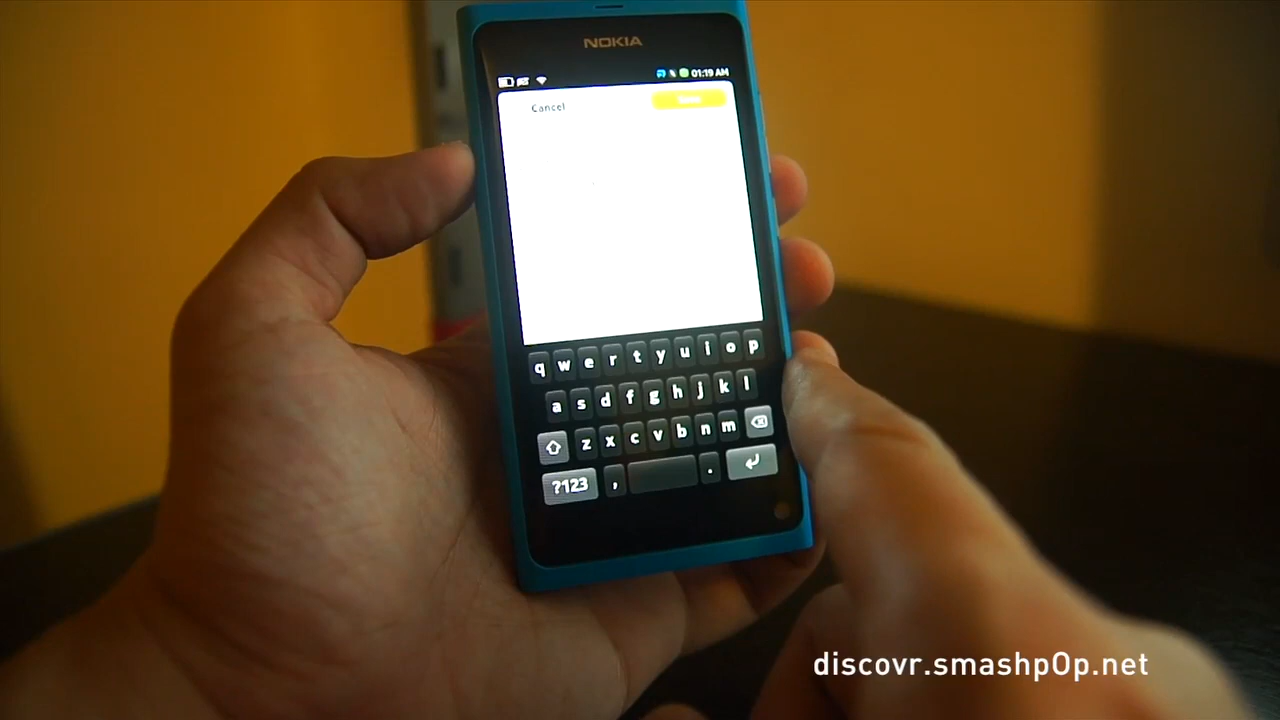 NOKIA
01:19 AM
Cancel
q w e r t y u i o p
a s d f g h j k l
z x c v b n m
?123 , .
discovr.smashp0p.net